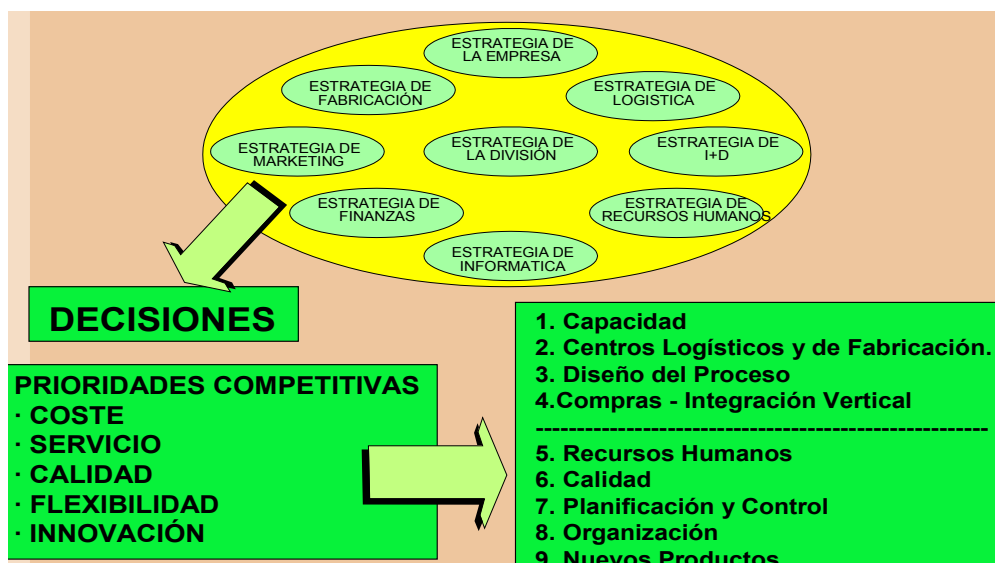 ESTRATEGIA DE
LA EMPRESA
ESTRATEGIA DE
FABRICACIÓN
ESTRATEGIA DE
LOGISTICA
ESTRATEGIA DE
MARKETING
ESTRATEGIA DE
LA DIVISIÓN
ESTRATEGIA DE
I+D
ESTRATEGIA DE
FINANZAS
ESTRATEGIA DE
RECURSOS HUMANOS
ESTRATEGIA DE
INFORMATICA
DECISIONES
PRIORIDADES COMPETITIVAS
· COSTE
· SERVICIO
· CALIDAD
· FLEXIBILIDAD
· INNOVACIÓN
1. Capacidad
2. Centros Logísticos y de Fabricación.
3. Diseño del Proceso
4.Compras - Integración Vertical
-------------------------------------------------------
5. Recursos Humanos
6. Calidad
7. Planificación y Control
8. Organización
9. Nuevos Productos